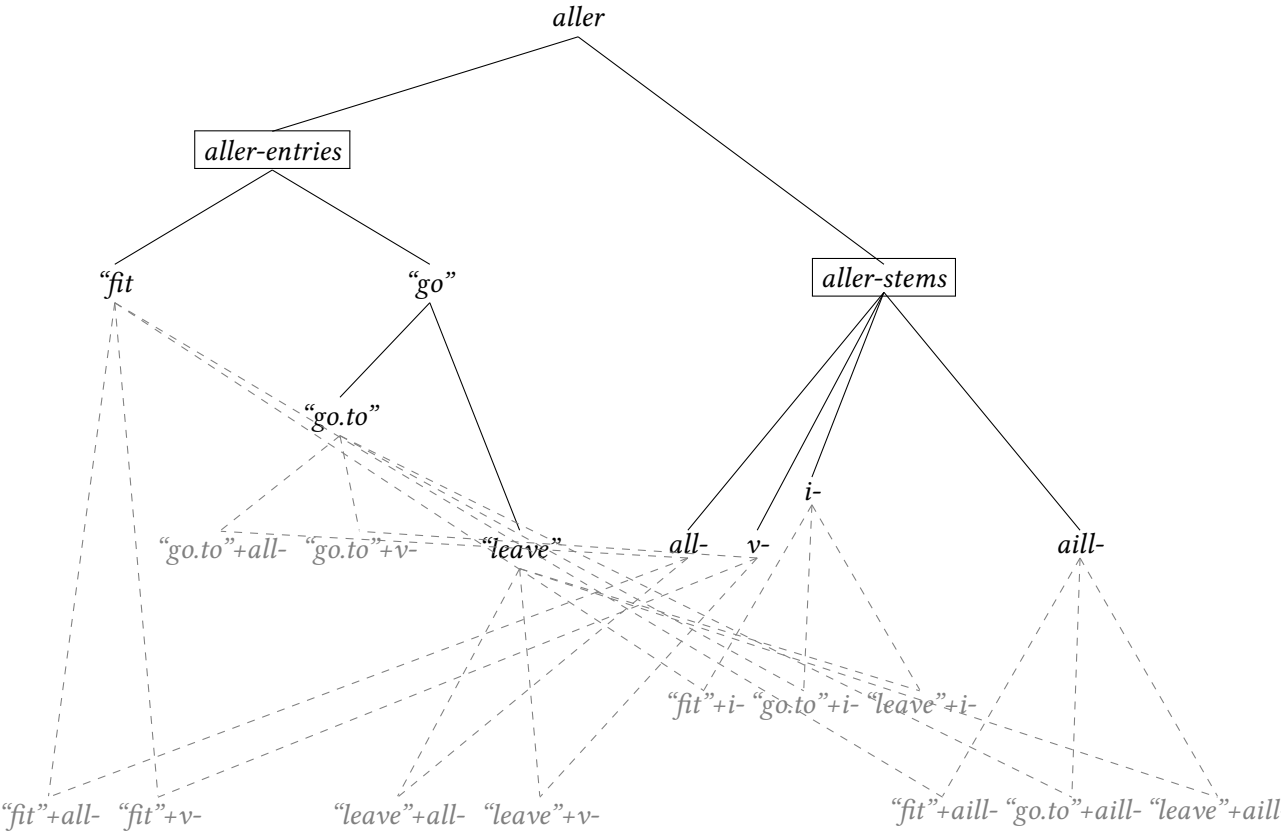 aller
aller-entries
“fit
“go”
aller-stems
“go.to”
i-
“go.to”+all-
“go.to”+v-
“leave”
all-
v-
aill-
“fit”+i-
“go.to”+i-
“leave”+i-
“fit”+all-
“fit”+v-
“leave”+all-
“leave”+v-
“fit”+aill-
“go.to”+aill-
“leave”+aill